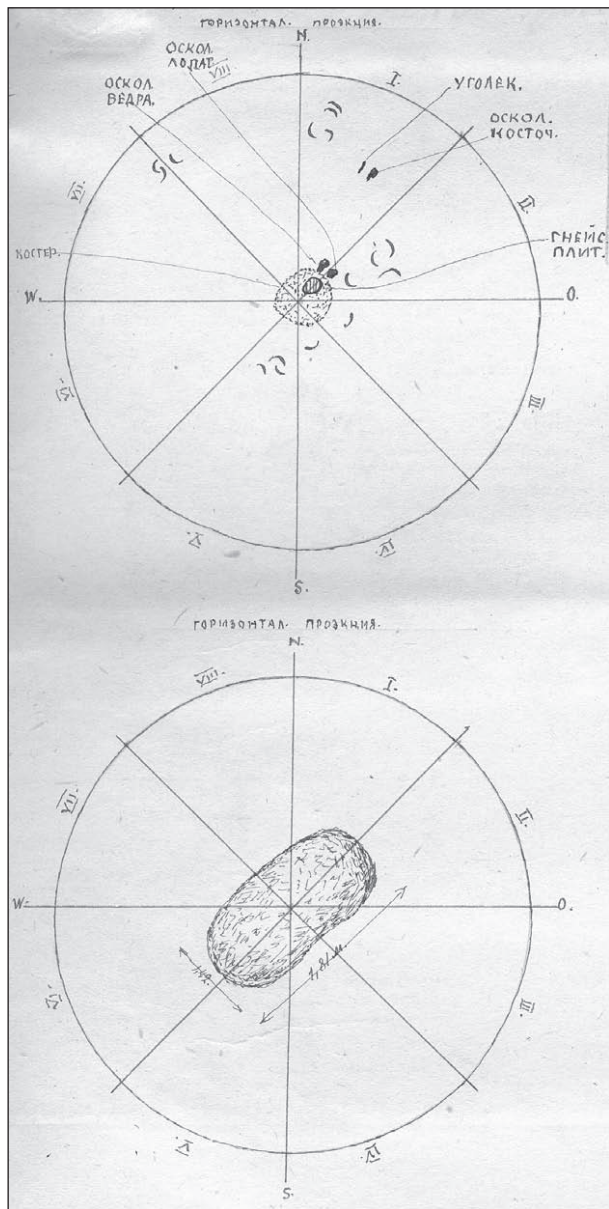 ГОРИЗОНТАЛ. ПРОЭКЦИЯ.
N.
ОСКОЛ.
ЛОПАТ.
VIII
I.
ОСКОЛ.
ВЕДРА.
УГОЛЕК.
ОСКОЛ.
КОСТОЧ.
VII.
II.
КОСТЕР.
ГНЕЙС.
ПЛИТ.
W.
O.
VI.
III.
V.
IV.
S.
ГОРИЗОНТАЛ. ПРОЭКЦИЯ.
N.
VIII
I.
VII.
II.
W.
O.
VI.
III.
V.
IV.
S.